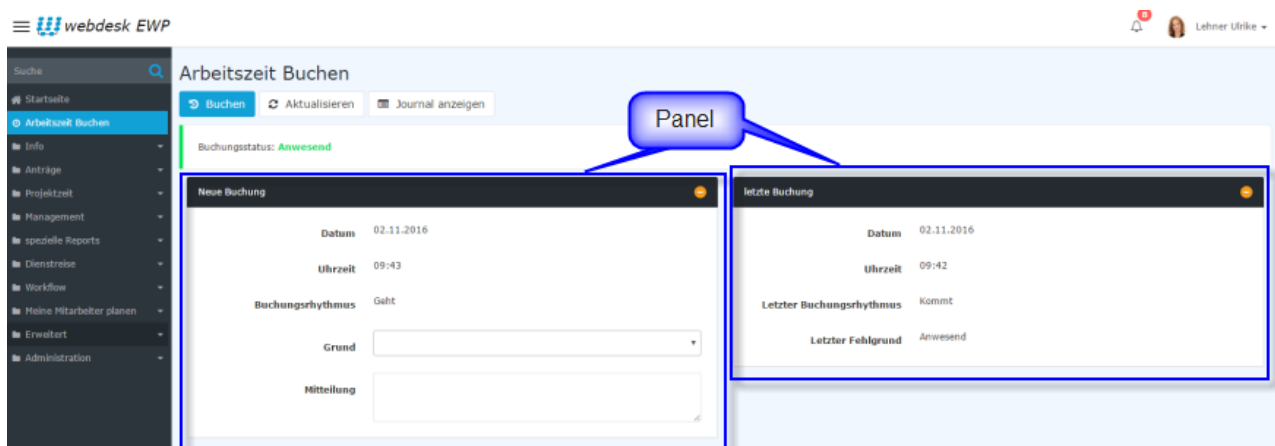 webdesk EWP
8
Lehner Ulrike
Suche
Startseite
Arbeitszeit Buchen
Info
Anträge
Projektzeit
Management
spezielle Reports
Dienstreise
Workflow
Meine Mitarbeiter planen
Erweitert
Administration
Arbeitszeit Buchen
Buchen Aktualisieren Journal anzeigen
Panel
Buchungsstatus: Anwesend
Neue Buchung
Datum 02.11.2016
Uhrzeit 09:43
Buchungsrhythmus Geht
Grund
Mitteilung
letzte Buchung
Datum 02.11.2016
Uhrzeit 09:42
Letzter Buchungsrhythmus Kommt
Letzter Fehlgrund Anwesend